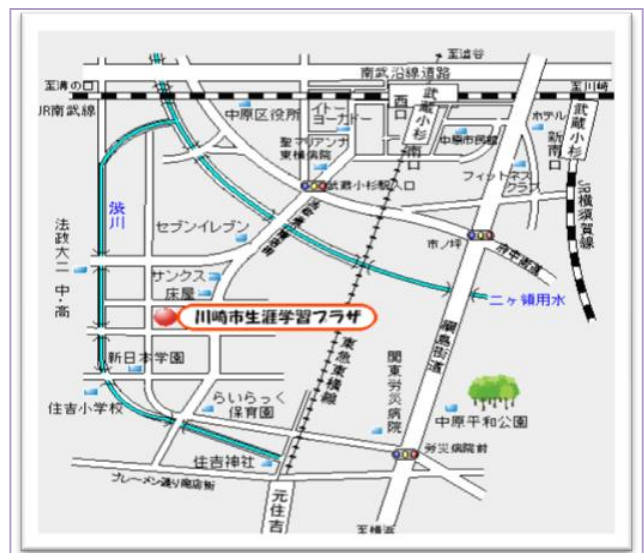 至渋谷
南武沿線道路
至溝の口
至川崎
JR南武線
武蔵小杉
西口
南口
中原区役所
イトーヨーカドー
聖マリアンナ
東横病院
中原市民館
ホテル
武蔵小杉
新南口
フィットネス
クラブ
武蔵小杉駅入口
JR横須賀線
渋川
法政大二中・高
セブンイレブン
市ノ坪
府中街道
サンクス
床屋
二ヶ領用水
川崎市生涯学習プラザ
綱島街道
東急東横線
新日本学園
関東労災病院
住吉小学校
らいらっく
保育園
中原平和公園
住吉神社
労災病院前
ブレーメン通り商店街
元住吉
至横浜